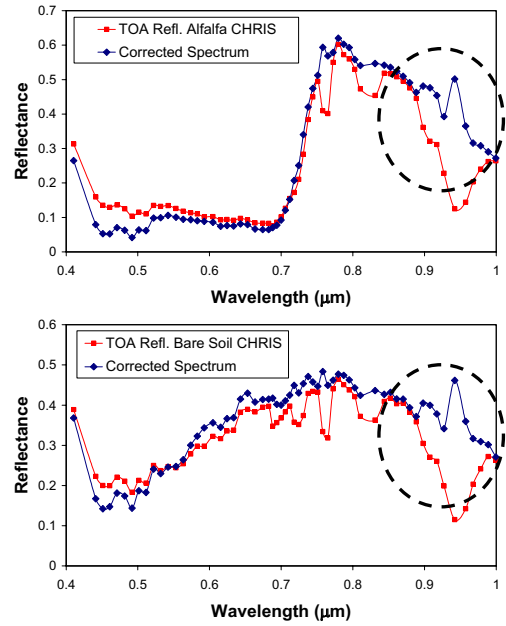 0.7
TOA Refl. Alfalfa CHRIS
Corrected Spectrum
0.6
0.5
0.4
0.3
0.2
0.1
0
Reflectance
0.4 0.5 0.6 0.7 0.8 0.9 1
Wavelength (µm)
0.6
TOA Refl. Bare Soil CHRIS
Corrected Spectrum
0.5
0.4
0.3
0.2
0.1
0
Reflectance
0.4 0.5 0.6 0.7 0.8 0.9 1
Wavelength (µm)